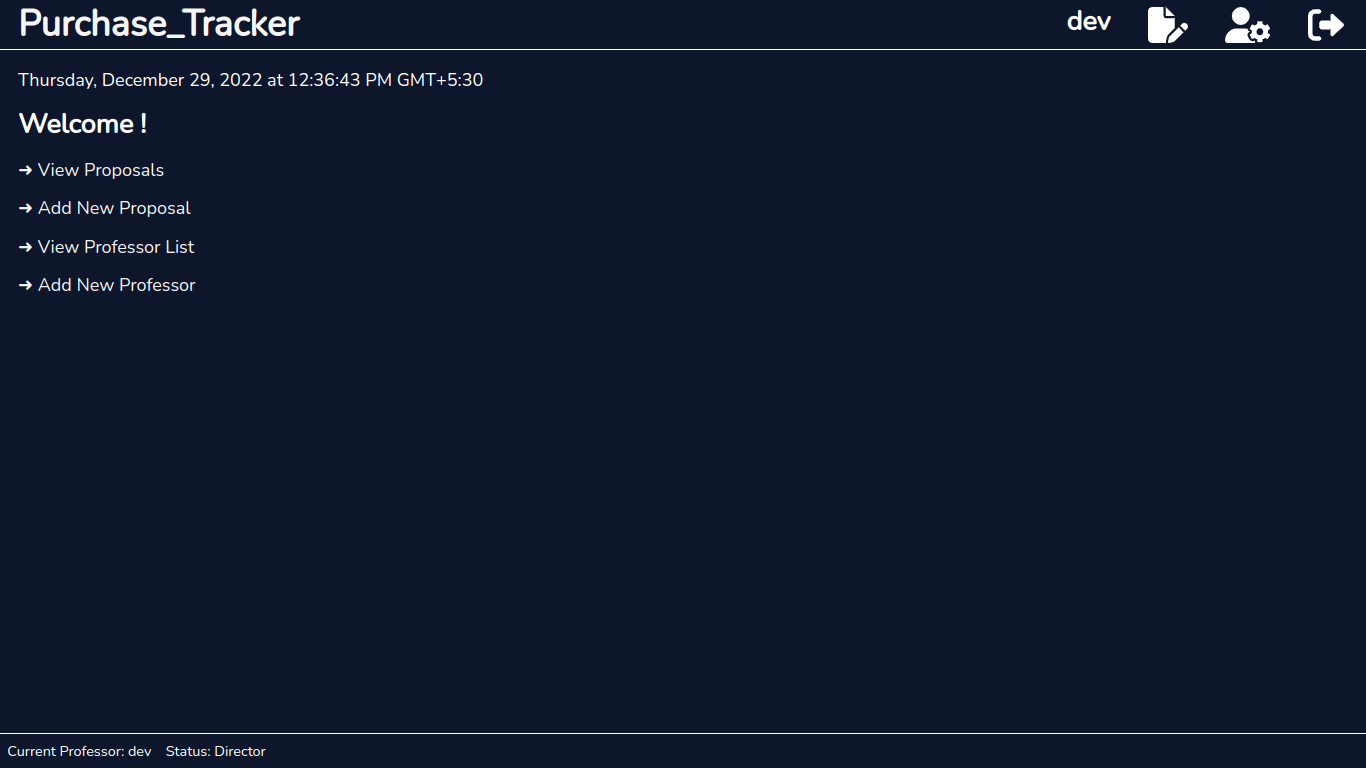 Purchase_Tracker dev
Thursday, December 29, 2022 at 12:36:43 PM GMT+5:30
Welcome !
➜ View Proposals
➜ Add New Proposal
➜ View Professor List
➜ Add New Professor
Current Professor: dev Status: Director